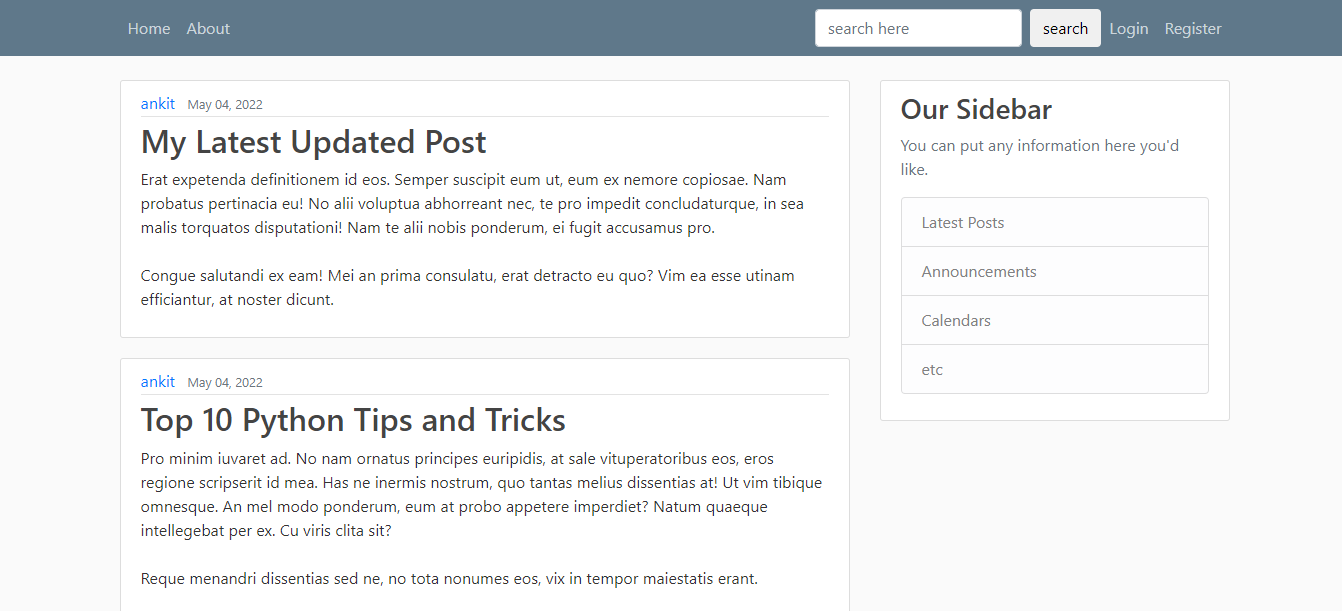 Home About search here search Login Register
ankit May 04, 2022
My Latest Updated Post
Erat expetenda definitionem id eos. Semper suscipit eum ut, eum ex nemore copiosae. Nam
probatus pertinacia eu! No alii voluptua abhorreant nec, te pro impedit concludaturque, in sea
malis torquatos disputationi! Nam te alii nobis ponderum, ei fugit accusamus pro.
Congue salutandi ex eam! Mei an prima consulatu, erat detracto eu quo? Vim ea esse utinam
efficiantur, at noster dicunt.
ankit May 04, 2022
Top 10 Python Tips and Tricks
Pro minim iuvaret ad. No nam ornatus principes euripidis, at sale vituperatoribus eos, eros
regione scripserit id mea. Has ne inermis nostrum, quo tantas melius dissentias at! Ut vim tibique
omnesque. An mel modo ponderum, eum at probo appetere imperdiet? Natum quaeque
intellegebat per ex. Cu viris clita sit?
Reque menandri dissentias sed ne, no tota nonumes eos, vix in tempor maiestatis erant.
Our Sidebar
You can put any information here you'd
like.
Latest Posts
Announcements
Calendars
etc